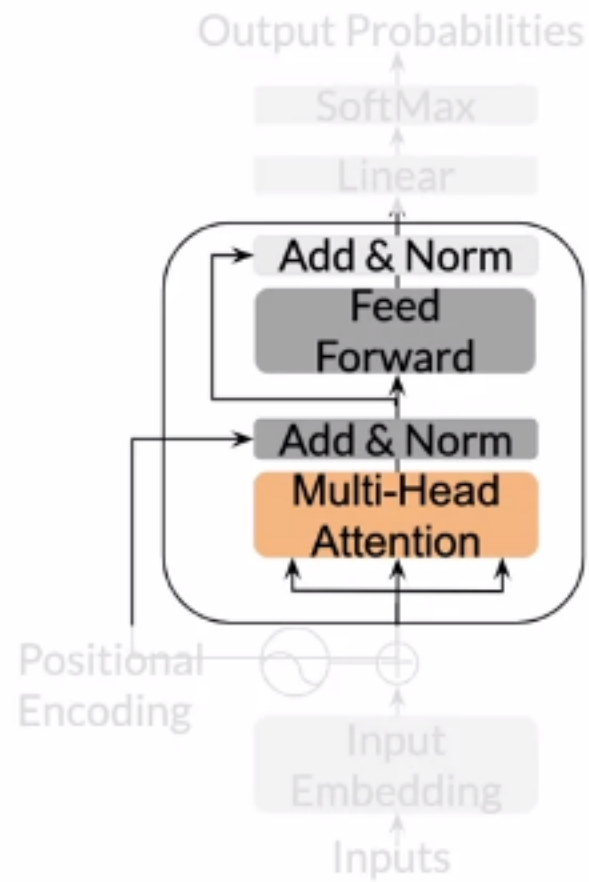 Output Probabilities
SoftMax
Linear
Add & Norm
Feed
Forward
Add & Norm
Multi-Head
Attention
Positional
Encoding
Input
Embedding
Inputs